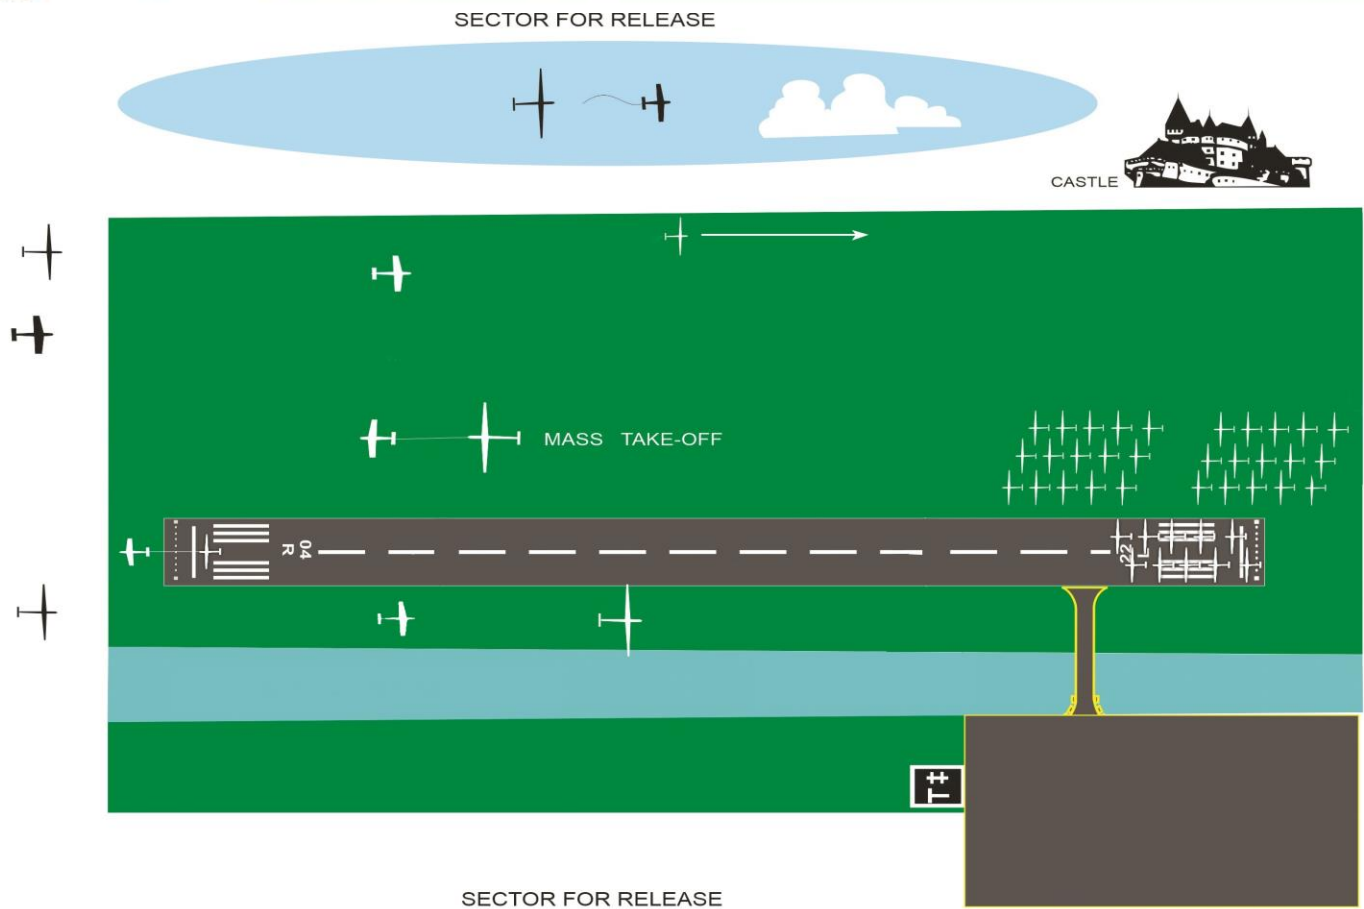 SECTOR FOR RELEASE
CASTLE
MASS TAKE-OFF
04
R
22
L
T
SECTOR FOR RELEASE